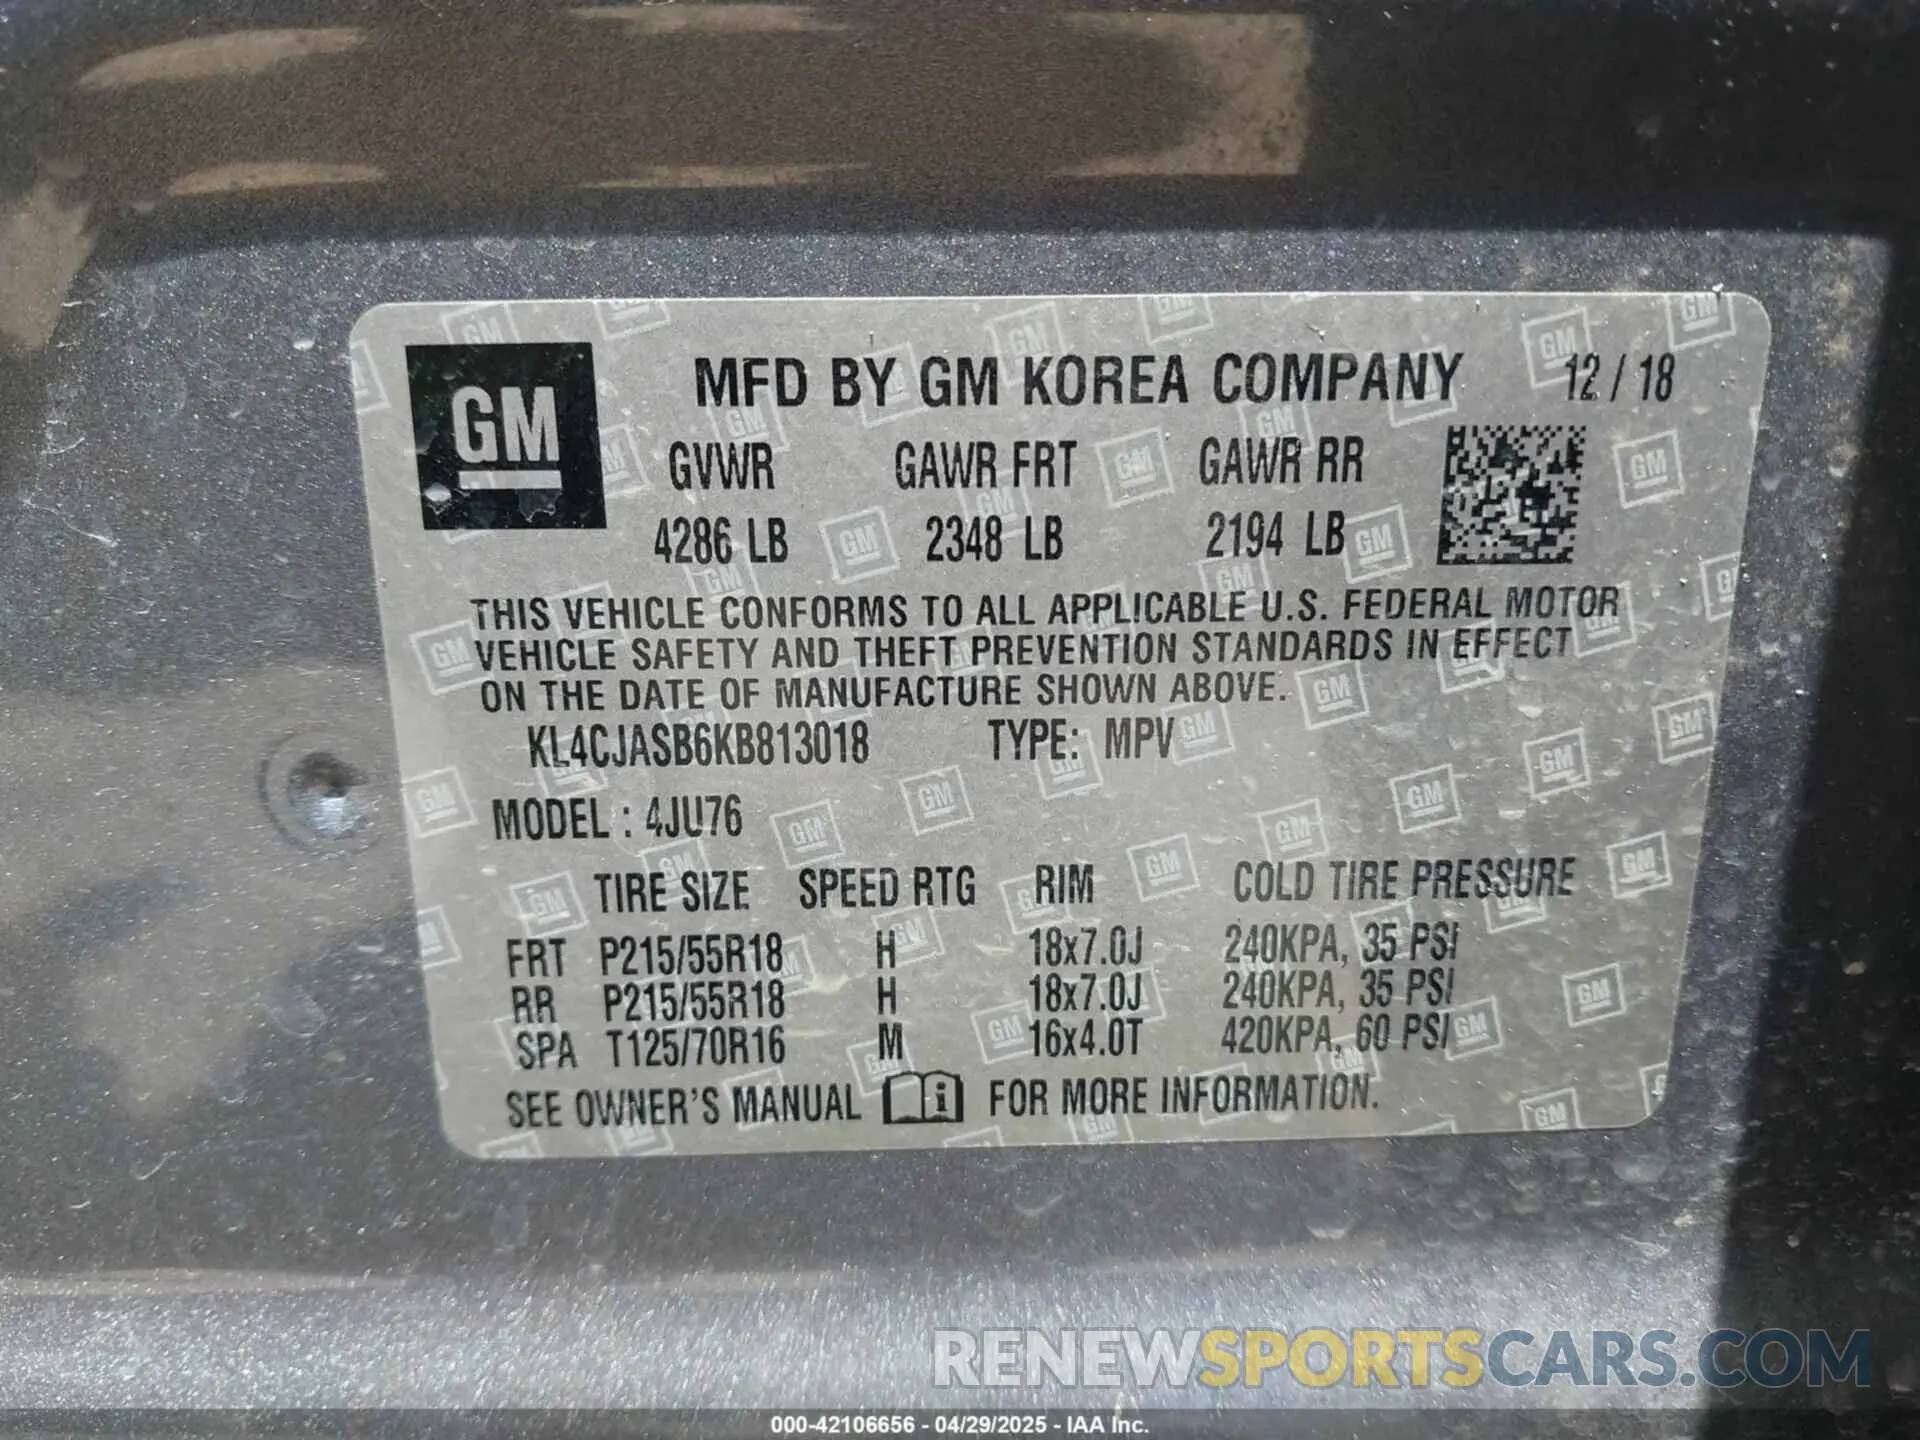 GM
MFD BY GM KOREA COMPANY 12 / 18
GVWR GAWR FRT GAWR RR
4286 LB 2348 LB 2194 LB
THIS VEHICLE CONFORMS TO ALL APPLICABLE U.S. FEDERAL MOTOR
VEHICLE SAFETY AND THEFT PREVENTION STANDARDS IN EFFECT
ON THE DATE OF MANUFACTURE SHOWN ABOVE.
KL4CJASB6KB813018 TYPE: MPV
MODEL : 4JU76
TIRE SIZE SPEED RTG RIM COLD TIRE PRESSURE
FRT P215/55R18 H 18x7.0J 240KPA, 35 PSI
RR P215/55R18 H 18x7.0J 240KPA, 35 PSI
SPA T125/70R16 M 16x4.0T 420KPA, 60 PSI
SEE OWNER'S MANUAL i FOR MORE INFORMATION.
RENEWSPORTSCARS.COM
000-42106656 - 04/29/2025 - IAA Inc.